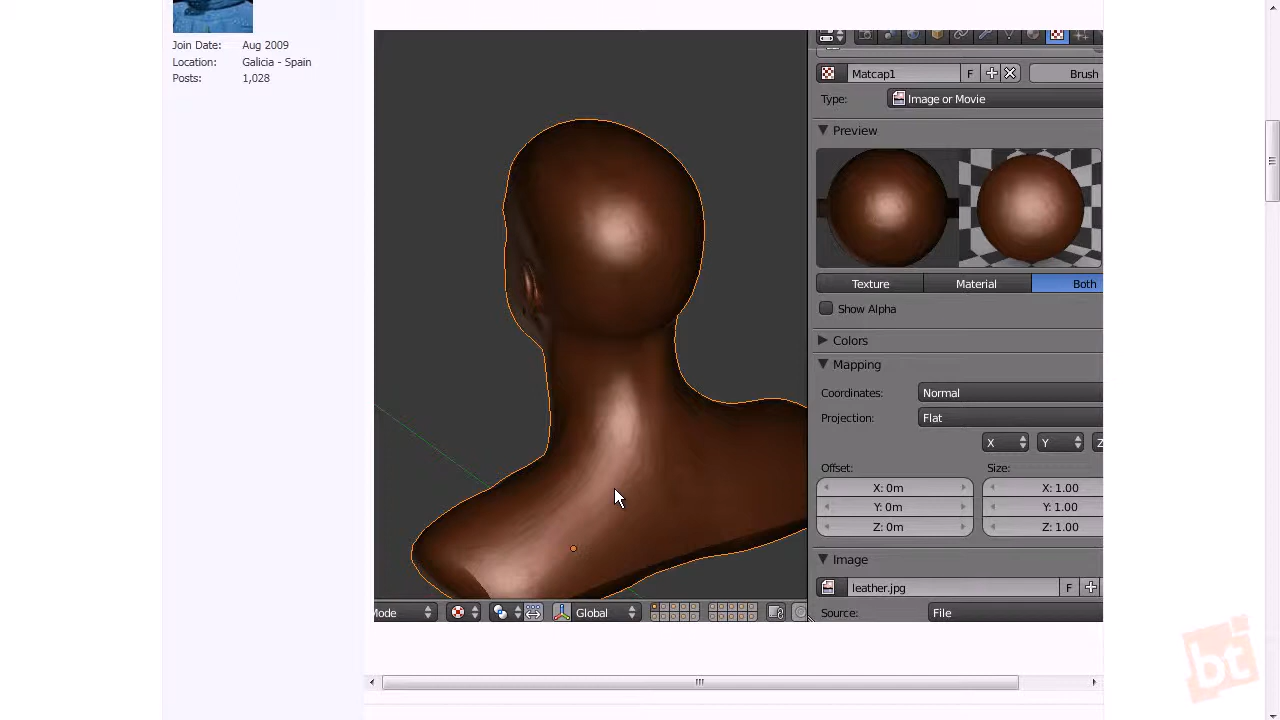 Join Date: Aug 2009
Location: Galicia - Spain
Posts: 1,028
Matcap1 F Brush
Type: Image or Movie
Preview
Texture Material Both
Show Alpha
Colors
Mapping
Coordinates: Normal
Projection: Flat
X Y Z
Offset: Size:
X: 0m X: 1.00
Y: 0m Y: 1.00
Z: 0m Z: 1.00
Image
leather.jpg F
Source: File
Mode Global
bt